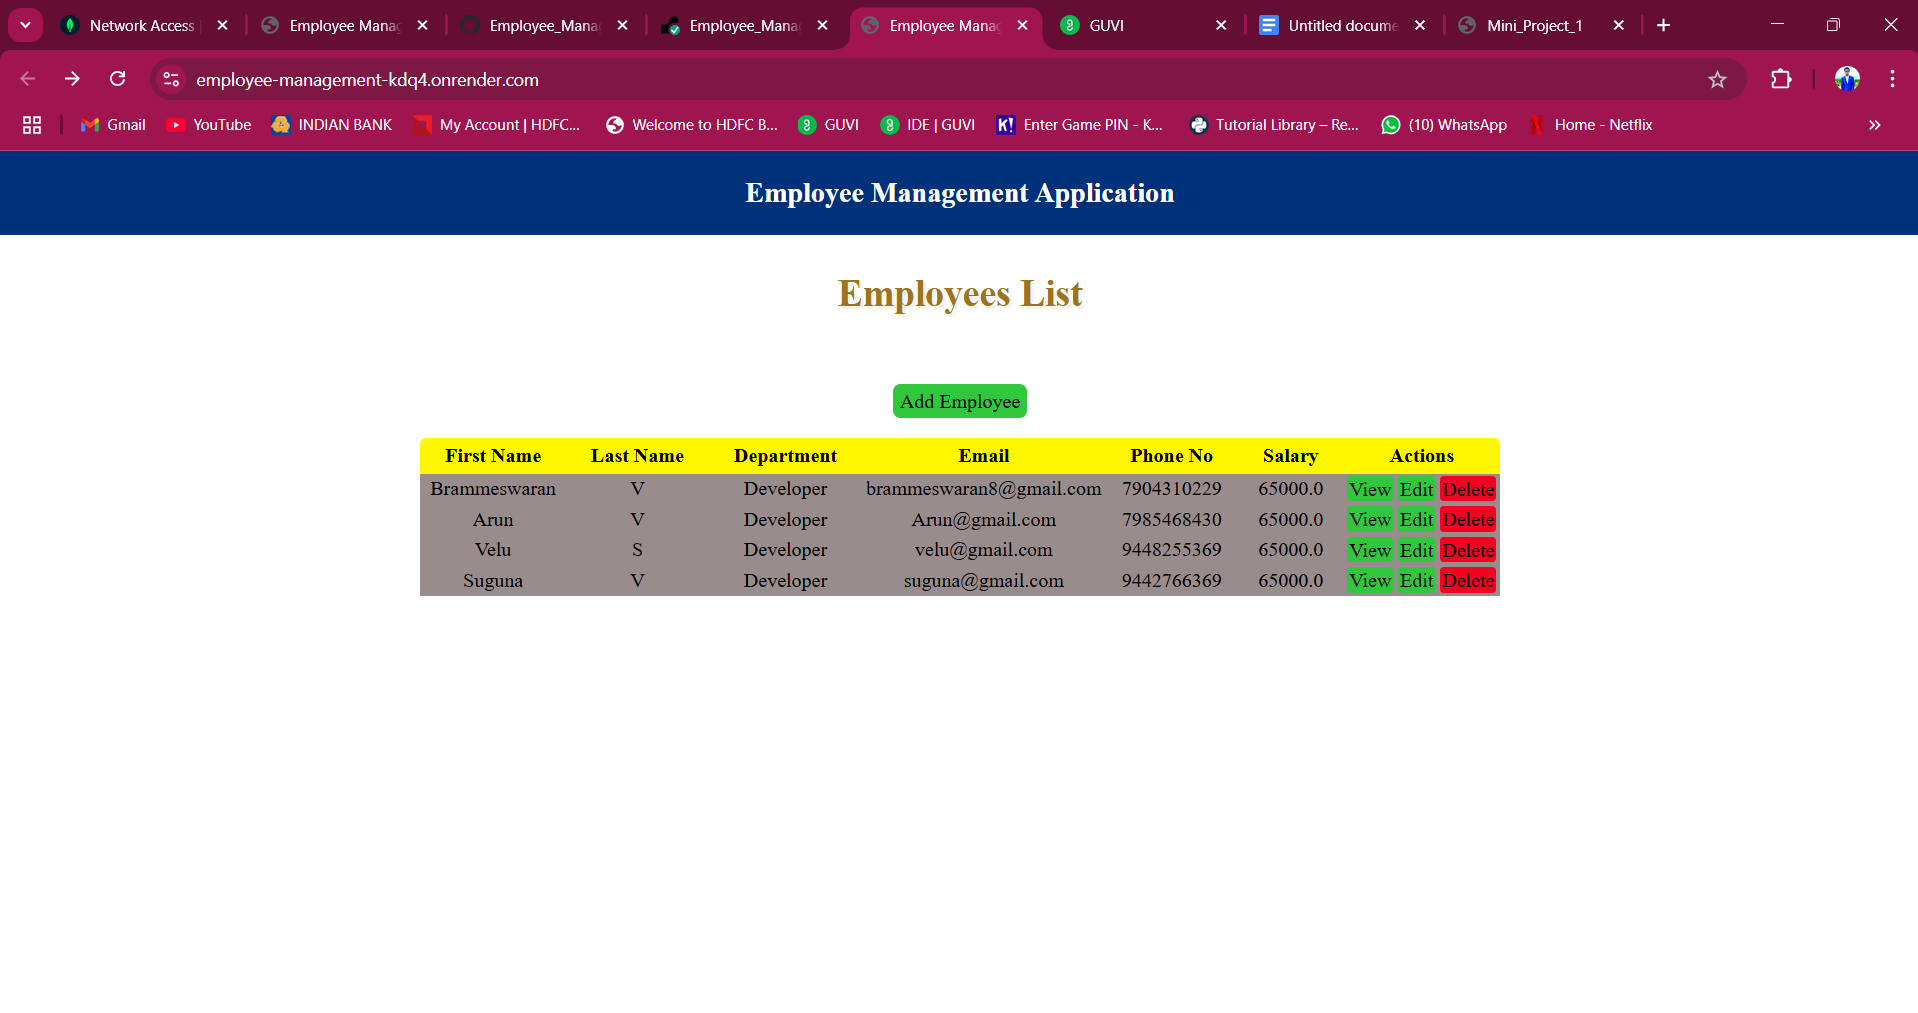 Network Access Employee Manag Employee_Mana Employee_Mana Employee Manag GUVI Untitled docume Mini_Project_1
employee-management-kdq4.onrender.com
Gmail YouTube INDIAN BANK My Account | HDFC... Welcome to HDFC B... GUVI IDE | GUVI K! Enter Game PIN - K... Tutorial Library – Re... (10) WhatsApp Home - Netflix
Employee Management Application
Employees List
Add Employee
First Name Last Name Department Email Phone No Salary Actions
Brammeswaran V Developer brammeswaran8@gmail.com 7904310229 65000.0 View Edit Delete
Arun V Developer Arun@gmail.com 7985468430 65000.0 View Edit Delete
Velu S Developer velu@gmail.com 9448255369 65000.0 View Edit Delete
Suguna V Developer suguna@gmail.com 9442766369 65000.0 View Edit Delete